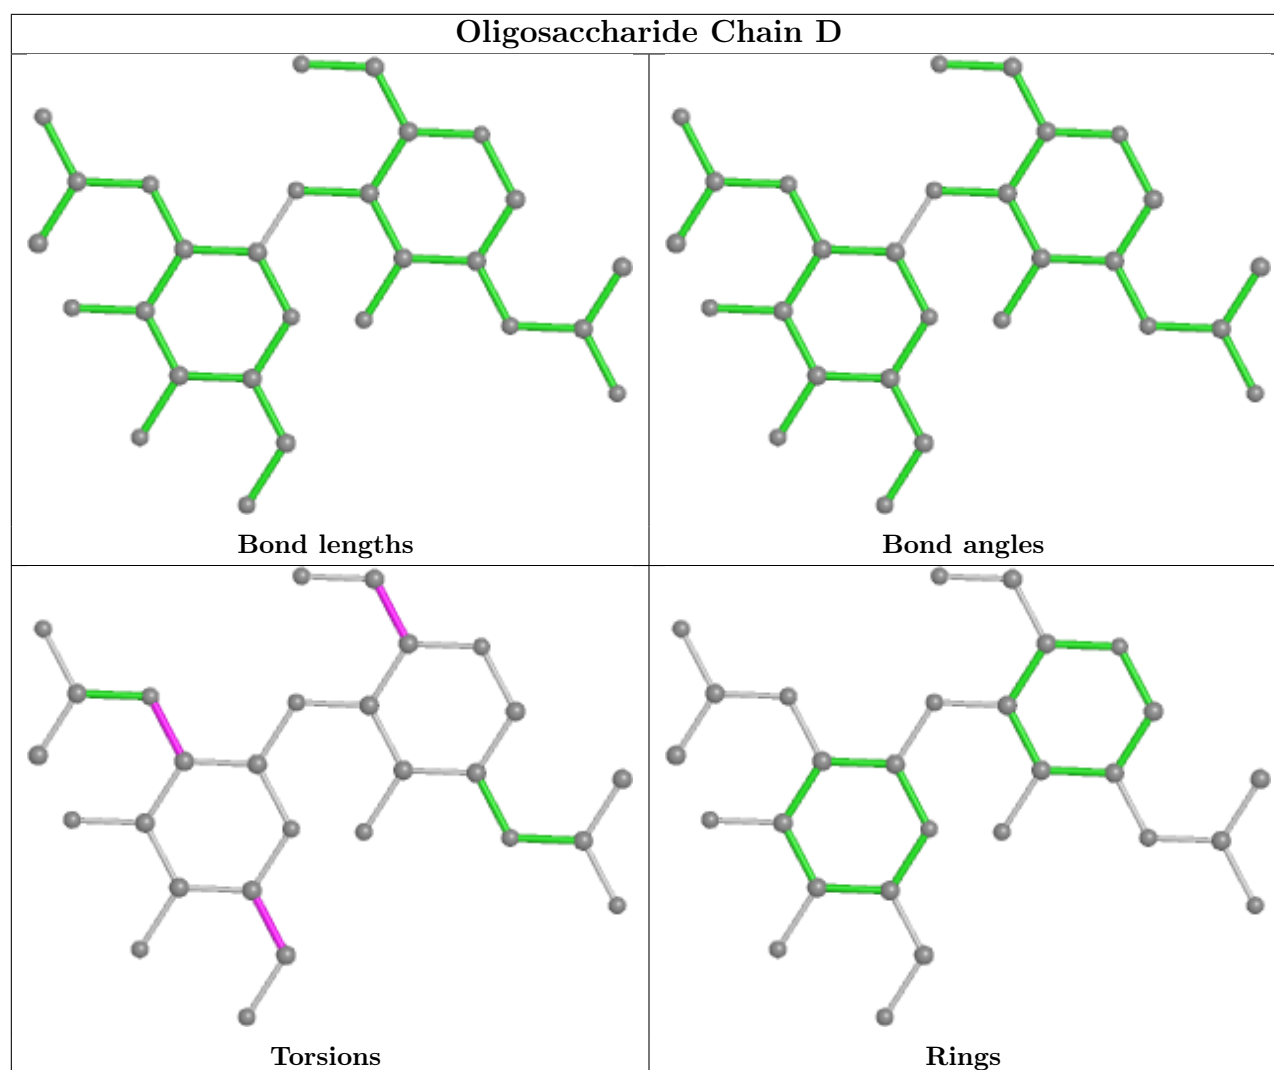 Oligosaccharide Chain D
Bond lengths
Bond angles
Torsions
Rings